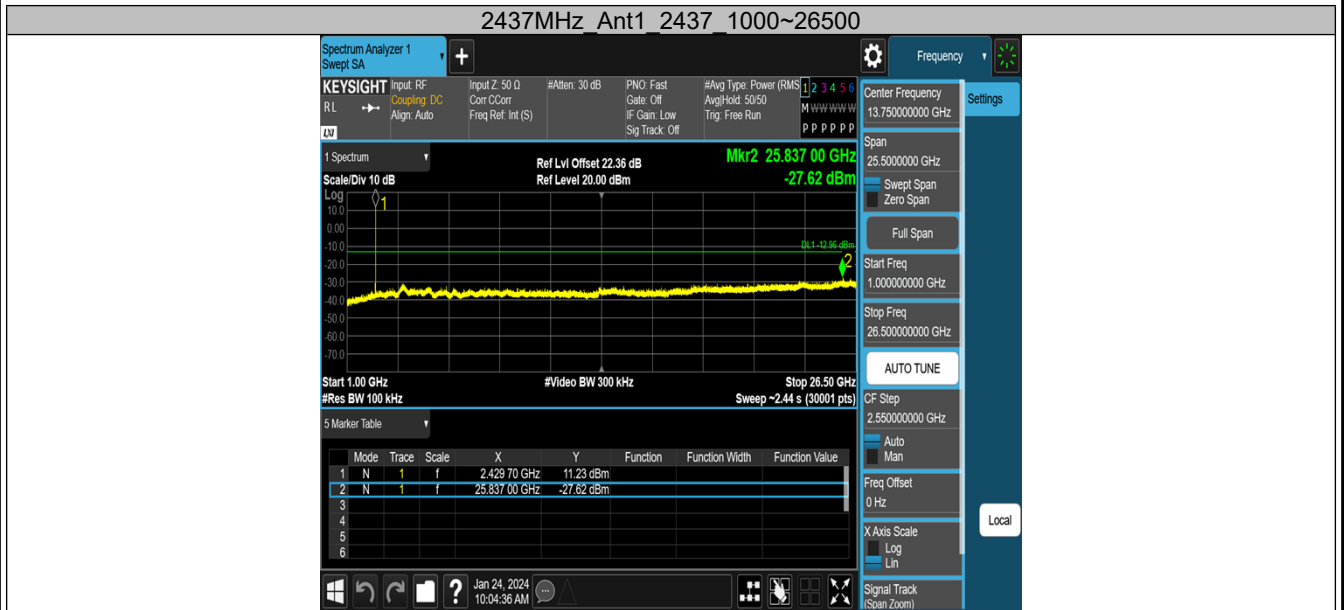 2437MHz_Ant1_2437_1000~26500
Spectrum Analyzer 1
Swept SA
+
Frequency
KEYSIGHT
RL
LXI
Input: RF
Coupling: DC
Align: Auto
Input Z: 50 Ω
Corr CCorr
Freq Ref: Int (S)
#Atten: 30 dB
PNO: Fast
Gate: Off
IF Gain: Low
Sig Track: Off
#Avg Type: Power (RMS
Avg|Hold: 50/50
Trig: Free Run
1 2 3 4 5 6
M W W W W W
P P P P P P
1 Spectrum
Scale/Div 10 dB
Ref Lvl Offset 22.36 dB
Ref Level 20.00 dBm
Mkr2 25.837 00 GHz
-27.62 dBm
Log
10.0
0.00
-10.0
-20.0
-30.0
-40.0
-50.0
-60.0
-70.0
1
DL1 -12.96 dBm
2
Start 1.00 GHz
#Res BW 100 kHz
#Video BW 300 kHz
Stop 26.50 GHz
Sweep ~2.44 s (30001 pts)
5 Marker Table
Mode Trace Scale X Y Function Function Width Function Value
1 N 1 f 2.429 70 GHz 11.23 dBm
2 N 1 f 25.837 00 GHz -27.62 dBm
3
4
5
6
?
Jan 24, 2024
10:04:36 AM
Center Frequency
13.750000000 GHz
Span
25.5000000 GHz
Swept Span
Zero Span
Full Span
Start Freq
1.000000000 GHz
Stop Freq
26.500000000 GHz
AUTO TUNE
CF Step
2.550000000 GHz
Auto
Man
Freq Offset
0 Hz
X Axis Scale
Log
Lin
Signal Track
(Span Zoom)
Settings
Local